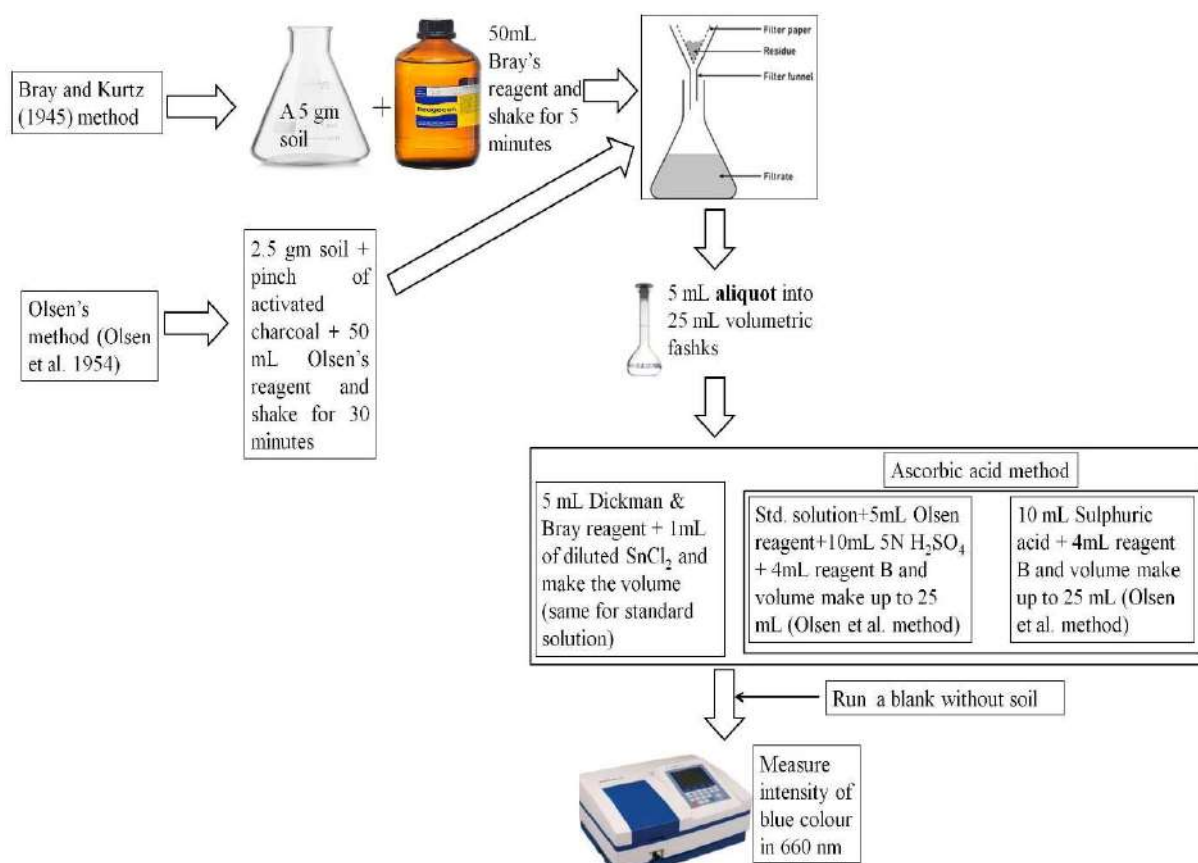 Bray and Kurtz
(1945) method
A 5 gm
soil
+
Reagecon
50mL
Bray's
reagent and
shake for 5
minutes
Filter paper
Residue
Filter funnel
Filtrate
Olsen's
method (Olsen
et al. 1954)
2.5 gm soil +
pinch of
activated
charcoal + 50
mL Olsen's
reagent and
shake for 30
minutes
5 mL aliquot into
25 mL volumetric
fashks
Ascorbic acid method
5 mL Dickman &
Bray reagent + 1mL
of diluted SnCl₂ and
make the volume
(same for standard
solution)
Std. solution+5mL Olsen
reagent+10mL 5N H₂SO₄
+ 4mL reagent B and
volume make up to 25
mL (Olsen et al. method)
10 mL Sulphuric
acid + 4mL reagent
B and volume make
up to 25 mL (Olsen
et al. method)
Run a blank without soil
Measure
intensity of
blue colour
in 660 nm